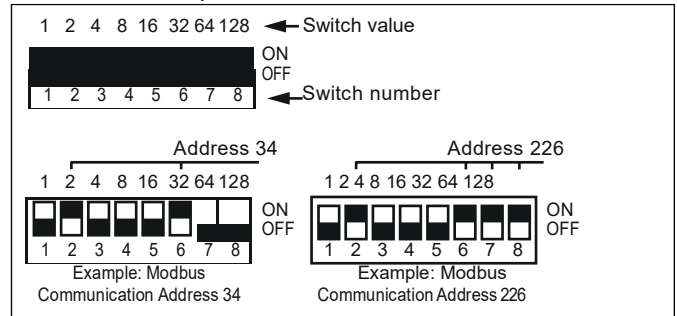 1 2 4 8 16 32 64 128 Switch value
ON
OFF
1 2 3 4 5 6 7 8 Switch number
Address 34
1 2 4 8 16 32 64 128
ON
OFF
1 2 3 4 5 6 7 8
Example: Modbus
Communication Address 34
Address 226
1 2 4 8 16 32 64 128
ON
OFF
1 2 3 4 5 6 7 8
Example: Modbus
Communication Address 226